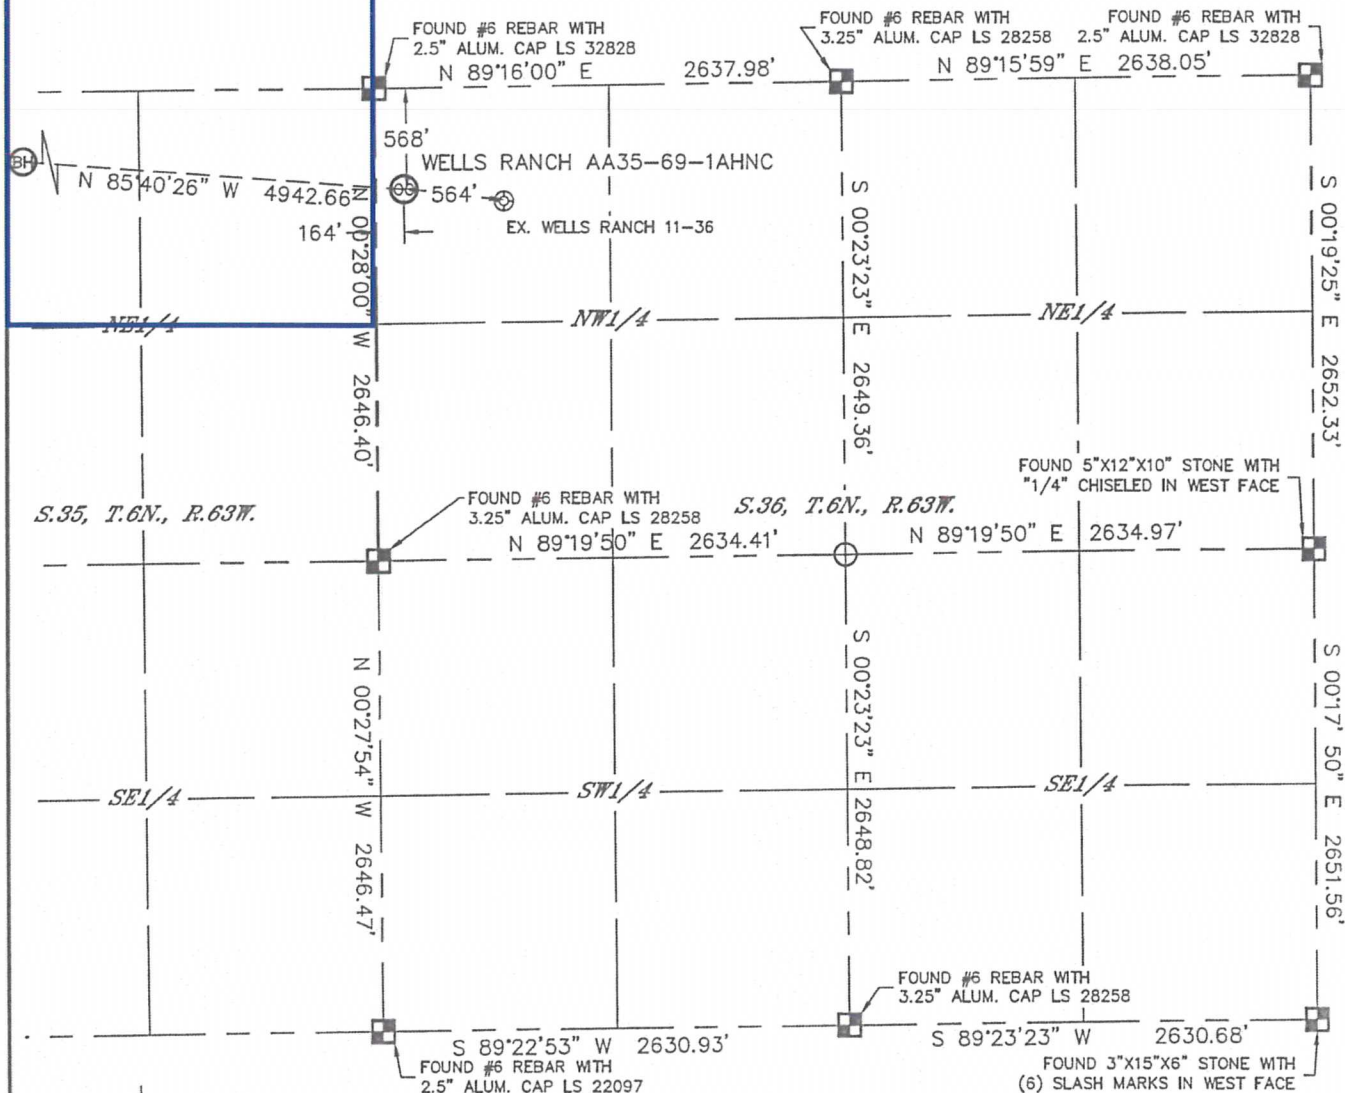 FOUND #6 REBAR WITH
2.5" ALUM. CAP LS 32828
FOUND #6 REBAR WITH
3.25" ALUM. CAP LS 28258
FOUND #6 REBAR WITH
2.5" ALUM. CAP LS 32828
N 89°16'00" E 2637.98'
N 89°15'59" E 2638.05'
568'
WELLS RANCH AA35-69-1AHNC
BH
N 85°40'26" W 4942.66'
564'
164'
EX. WELLS RANCH 11-36
N 00°28'00" W 2646.40'
S 00°23'23" E 2649.36'
S 00°19'25" E 2652.33'
NE1/4
NW1/4
NE1/4
FOUND 5"X12"X10" STONE WITH
"1/4" CHISELED IN WEST FACE
S.35, T.6N., R.63W.
FOUND #6 REBAR WITH
3.25" ALUM. CAP LS 28258
S.36, T.6N., R.63W.
N 89°19'50" E 2634.41'
N 89°19'50" E 2634.97'
N 00°27'54" W 2646.47'
S 00°23'23" E 2648.82'
S 00°17' 50" E 2651.56'
SE1/4
SW1/4
SE1/4
FOUND #6 REBAR WITH
3.25" ALUM. CAP LS 28258
S 89°22'53" W 2630.93'
S 89°23'23" W 2630.68'
FOUND #6 REBAR WITH
2.5" ALUM. CAP LS 22097
FOUND 3"X15"X6" STONE WITH
(6) SLASH MARKS IN WEST FACE